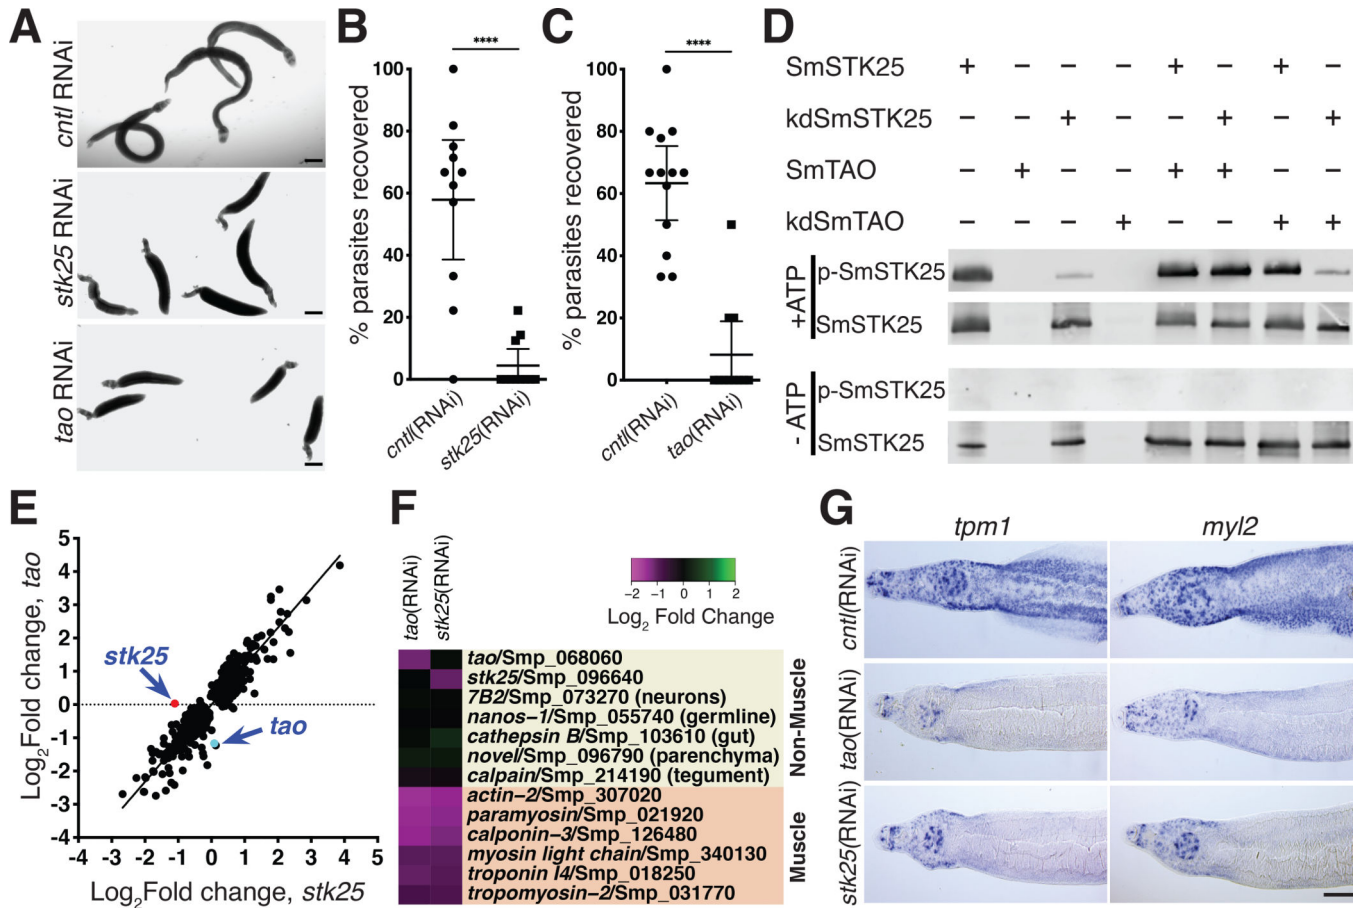 A
cntl RNAi
stk25 RNAi
tao RNAi
B
****
% parasites recovered
100
80
60
40
20
0
cntl(RNAi)
stk25(RNAi)
C
****
% parasites recovered
100
80
60
40
20
0
cntl(RNAi)
tao(RNAi)
D
SmSTK25 + − − − + − + −
kdSmSTK25 − − + − − + − +
SmTAO − + − − + + − −
kdSmTAO − − − + − − + +
+ATP
p-SmSTK25
SmSTK25
- ATP
p-SmSTK25
SmSTK25
E
Log2Fold change, tao
5
4
3
2
1
0
-1
-2
-3
-4
stk25
tao
-4 -3 -2 -1 0 1 2 3 4 5
Log2Fold change, stk25
F
tao(RNAi)
stk25(RNAi)
−2 −1 0 1 2
Log2 Fold Change
tao/Smp_068060
stk25/Smp_096640
7B2/Smp_073270 (neurons)
nanos−1/Smp_055740 (germline)
cathepsin B/Smp_103610 (gut)
novel/Smp_096790 (parenchyma)
calpain/Smp_214190 (tegument)
Non-Muscle
actin−2/Smp_307020
paramyosin/Smp_021920
calponin−3/Smp_126480
myosin light chain/Smp_340130
troponin I4/Smp_018250
tropomyosin−2/Smp_031770
Muscle
G
tpm1
myl2
cntl(RNAi)
tao(RNAi)
stk25(RNAi)